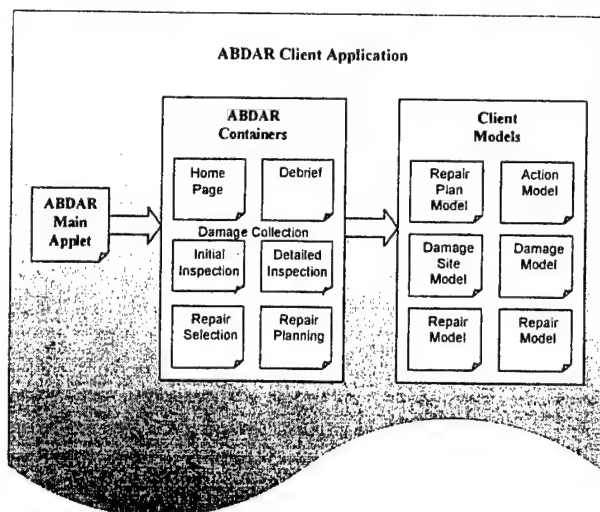 ABDAR Client Application
ABDAR
Main
Applet
ABDAR
Containers
Home
Page
Debrief
Damage Collection
Initial
Inspection
Detailed
Inspection
Repair
Selection
Repair
Planning
Client
Models
Repair
Plan
Model
Action
Model
Damage
Site
Model
Damage
Model
Repair
Model
Repair
Model